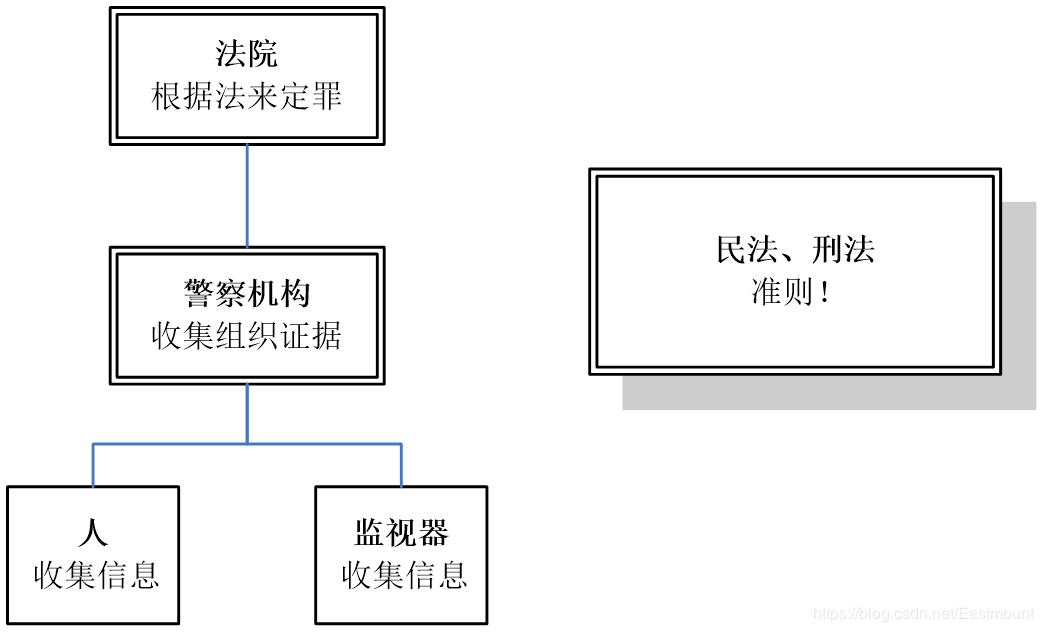 法院
根据法来定罪
民法、刑法
准则！
警察机构
收集组织证据
人
收集信息
监视器
收集信息
https://blog.csdn.net/Eastmount